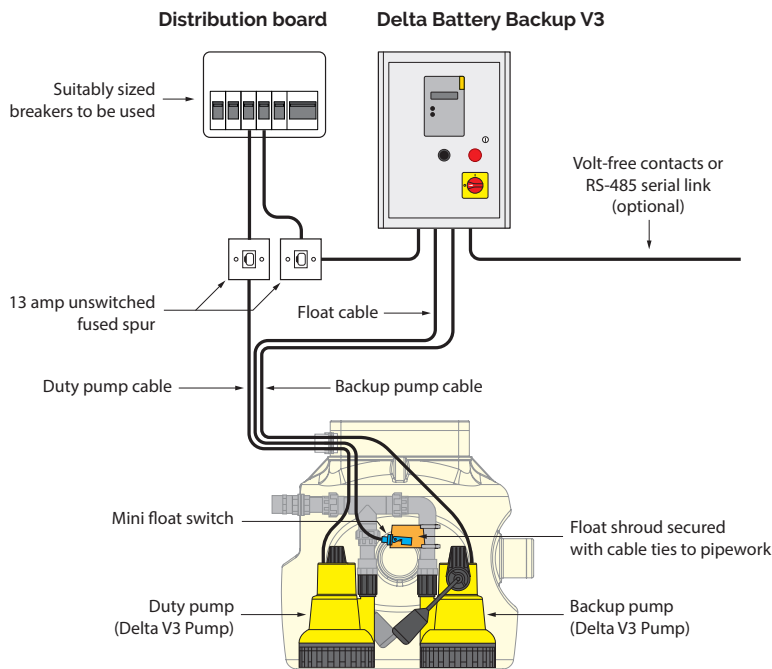 Distribution board
Delta Battery Backup V3
Suitably sized
breakers to be used
Volt-free contacts or
RS-485 serial link
(optional)
13 amp unswitched
fused spur
Float cable
Duty pump cable
Backup pump cable
Mini float switch
Float shroud secured
with cable ties to pipework
Duty pump
(Delta V3 Pump)
Backup pump
(Delta V3 Pump)